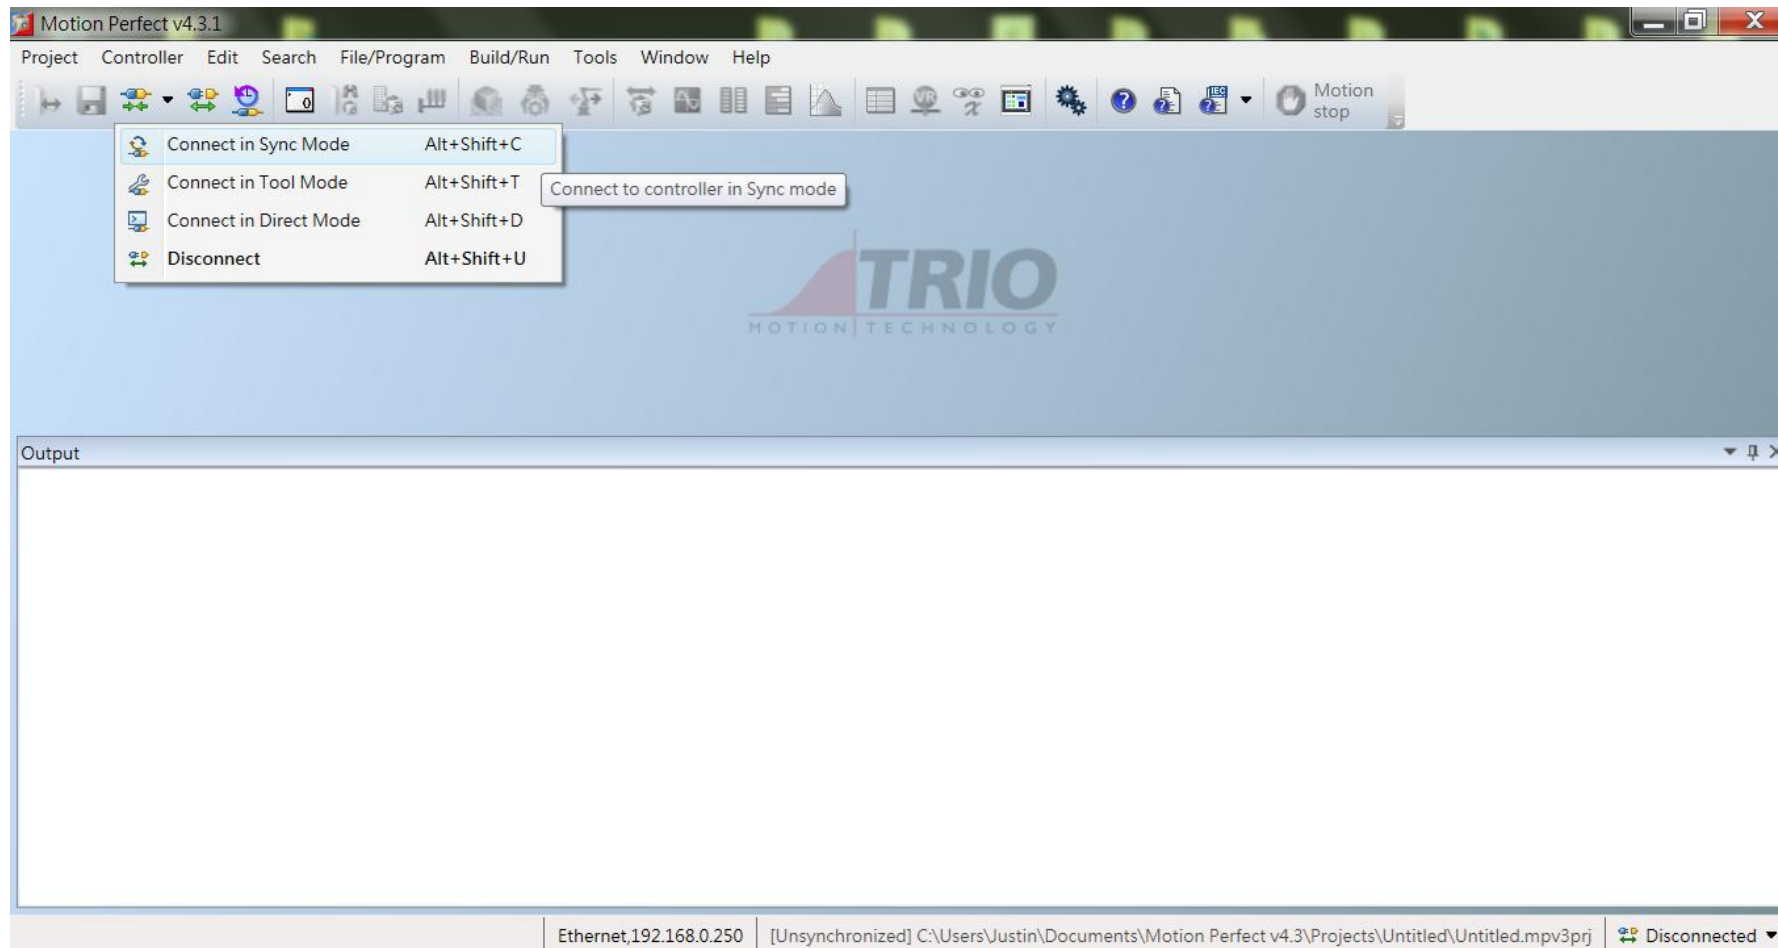 Motion Perfect v4.3.1
Project Controller Edit Search File/Program Build/Run Tools Window Help
Motion
stop
Connect in Sync Mode Alt+Shift+C
Connect in Tool Mode Alt+Shift+T
Connect to controller in Sync mode
Connect in Direct Mode Alt+Shift+D
Disconnect Alt+Shift+U
TRIO
MOTION TECHNOLOGY
Output
Ethernet,192.168.0.250 [Unsynchronized] C:\Users\Justin\Documents\Motion Perfect v4.3\Projects\Untitled\Untitled.mpv3prj Disconnected